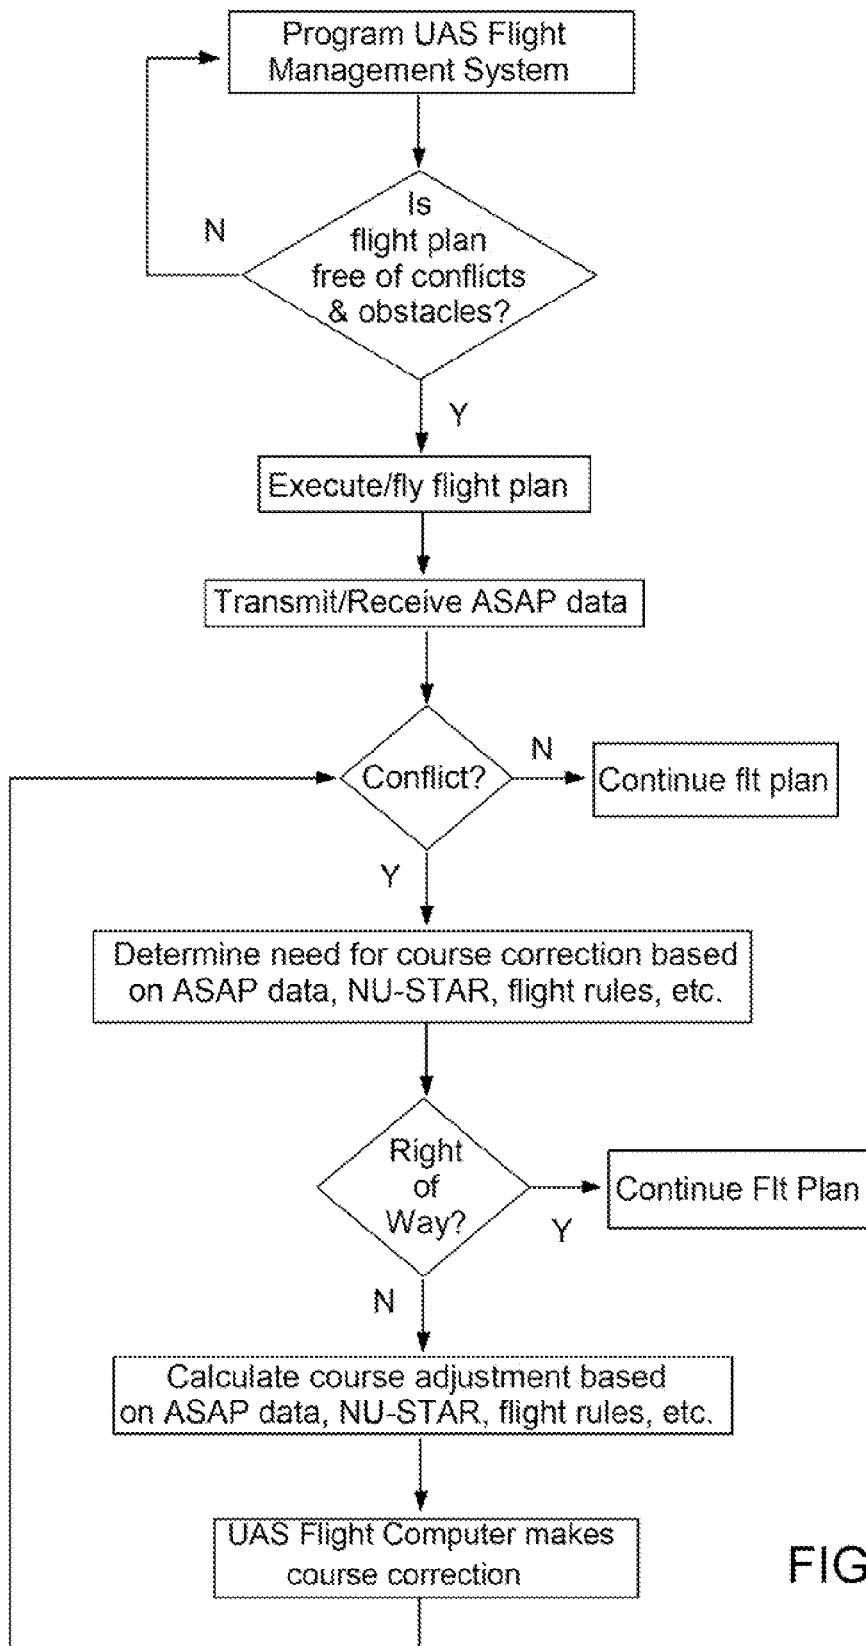 Program UAS Flight
Management System
Is
flight plan
free of conflicts
& obstacles?
N
Y
Execute/fly flight plan
Transmit/Receive ASAP data
Conflict?
N
Continue flt plan
Y
Determine need for course correction based
on ASAP data, NU-STAR, flight rules, etc.
Right
of
Way?
Y
Continue Flt Plan
N
Calculate course adjustment based
on ASAP data, NU-STAR, flight rules, etc.
UAS Flight Computer makes
course correction
FIG